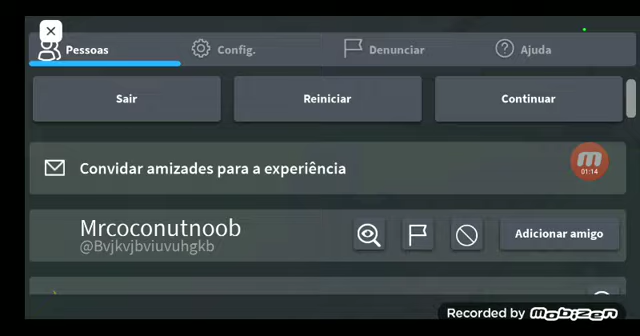 Pessoas
Config.
Denunciar
Ajuda
Sair
Reiniciar
Continuar
Convidar amizades para a experiência
01:14
Mrcoconutnoob
@Bvjkvjbviuvuhgkb
Adicionar amigo
Recorded by mobizen